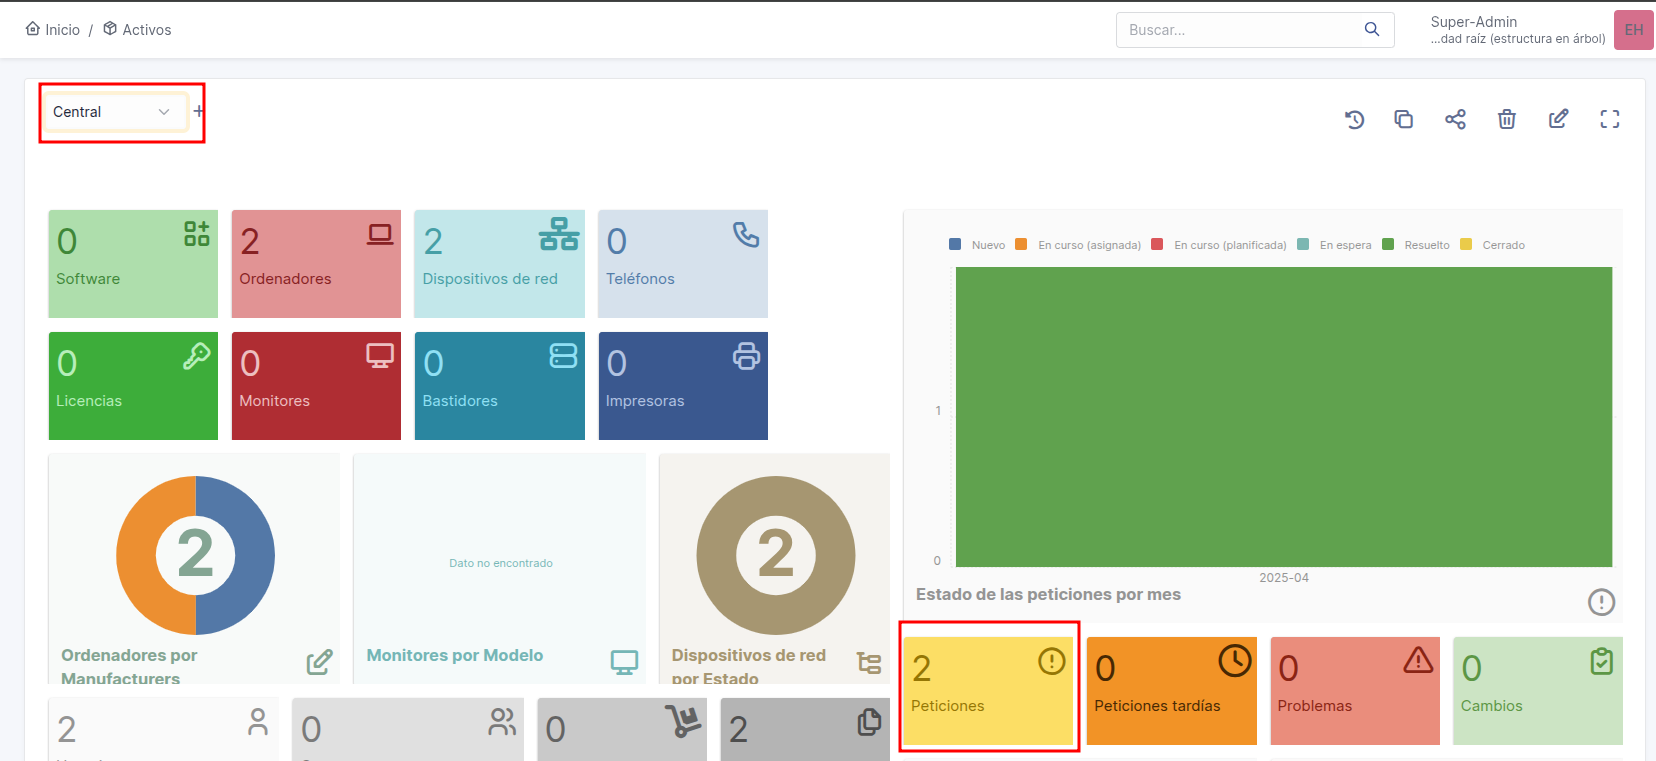 Inicio / Activos
Buscar...
Super-Admin
...dad raíz (estructura en árbol)
EH
Central
+
0
Software
2
Ordenadores
2
Dispositivos de red
0
Teléfonos
0
Licencias
0
Monitores
0
Bastidores
0
Impresoras
Nuevo En curso (asignada) En curso (planificada) En espera Resuelto Cerrado
1
0
2025-04
Estado de las peticiones por mes
2
Ordenadores por
Manufacturers
Dato no encontrado
Monitores por Modelo
2
Dispositivos de red
por Estado
2
Peticiones
0
Peticiones tardías
0
Problemas
0
Cambios
2
0
0
2